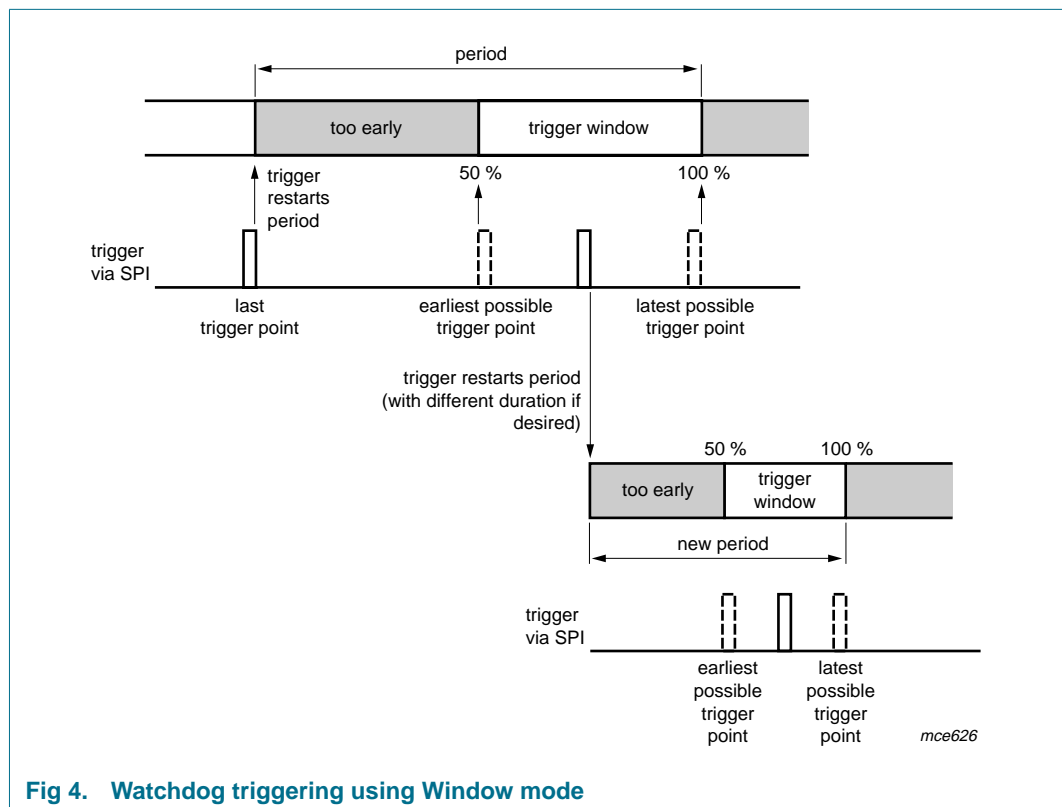 period
too early
trigger window
trigger
restarts
period
50 %
100 %
trigger
via SPI
last
trigger point
earliest possible
trigger point
latest possible
trigger point
trigger restarts period
(with different duration if
desired)
50 %
100 %
too early
trigger
window
new period
trigger
via SPI
earliest
possible
trigger
point
latest
possible
trigger
point
mce626
Fig 4. Watchdog triggering using Window mode